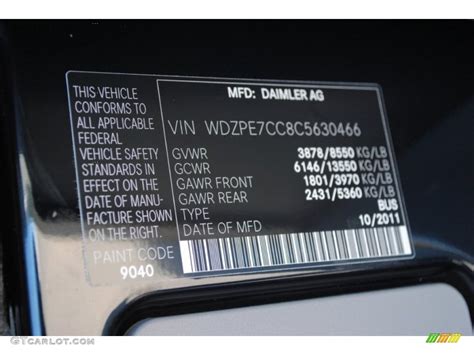 THIS VEHICLE
CONFORMS TO
ALL APPLICABLE
FEDERAL
VEHICLE SAFETY
STANDARDS IN
EFFECT ON THE
DATE OF MANU-
FACTURE SHOWN
ON THE RIGHT.
PAINT CODE
9040
MFD: DAIMLER AG
VIN WDZPE7CC8C5630466
GVWR 3878/8550 KG/LB
GCWR 6146/13550 KG/LB
GAWR FRONT 1801/3970 KG/LB
GAWR REAR 2431/5360 KG/LB
TYPE BUS
DATE OF MFD 10/2011
GTCARLOT.COM